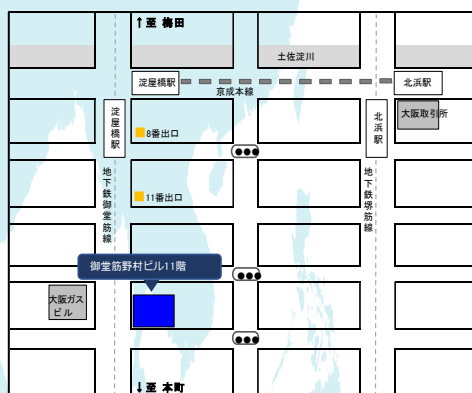 ↑至 梅田
土佐淀川
淀屋橋駅
北浜駅
京成本線
淀屋橋駅
北浜駅
大阪取引所
8番出口
地下鉄御堂筋線
地下鉄堺筋線
11番出口
御堂筋野村ビル11階
大阪ガス
ビル
↓至 本町